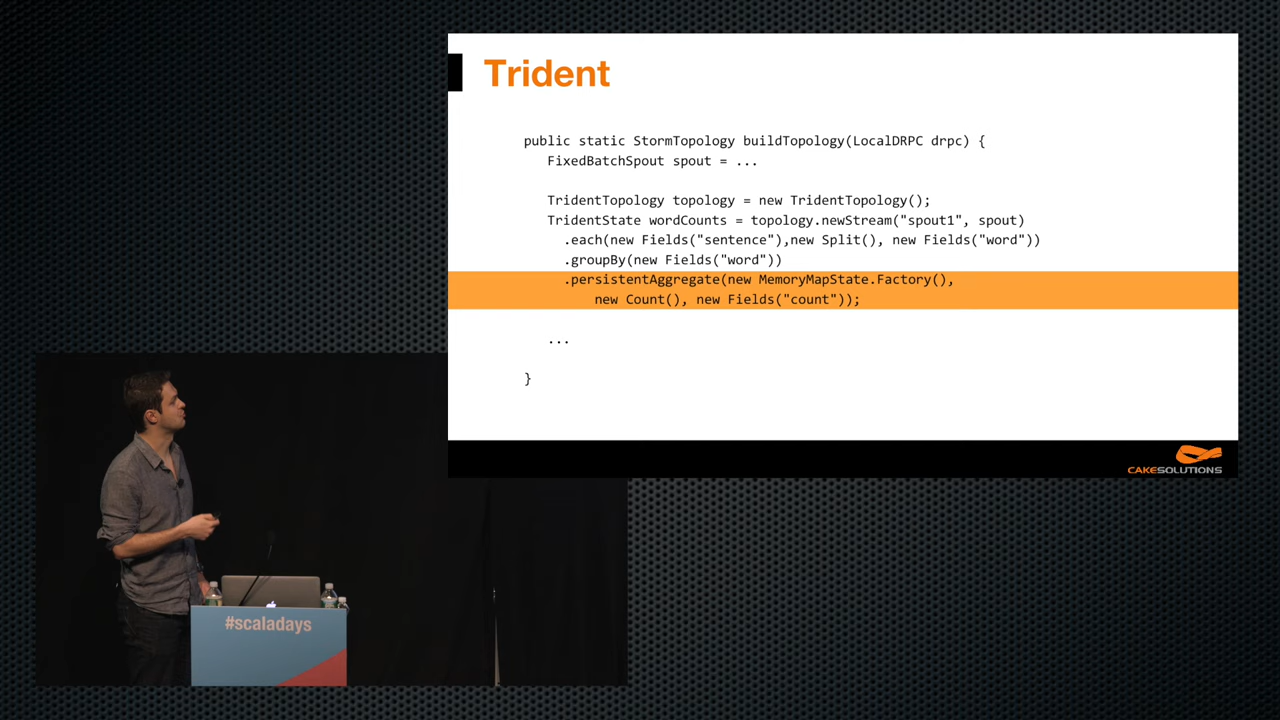 Trident
public static StormTopology buildTopology(LocalDRPC drpc) {
FixedBatchSpout spout = ...
TridentTopology topology = new TridentTopology();
TridentState wordCounts = topology.newStream("spout1", spout)
.each(new Fields("sentence"),new Split(), new Fields("word"))
.groupBy(new Fields("word"))
.persistentAggregate(new MemoryMapState.Factory(),
new Count(), new Fields("count"));
...
}
CAKESOLUTIONS
#scaladays